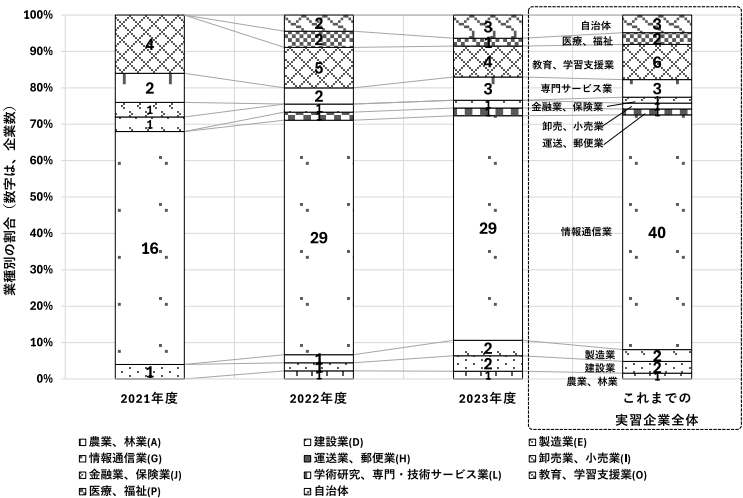 業種別の割合（数字は、企業数）
100%
90%
80%
70%
60%
50%
40%
30%
20%
10%
0%
4
2
1
1
16
1
2
2
5
2
1
1
29
1
1
1
3
1
4
3
1
1
29
2
2
1
自治体
医療、福祉
教育、学習支援業
専門サービス業
金融業、保険業
卸売、小売業
運送、郵便業
情報通信業
製造業
建設業
農業、林業
3
2
6
3
1
1
1
40
2
2
1
2021年度
2022年度
2023年度
これまでの
実習企業全体
農業、林業(A)
建設業(D)
製造業(E)
情報通信業(G)
運送業、郵便業(H)
卸売業、小売業(I)
金融業、保険業(J)
学術研究、専門・技術サービス業(L)
教育、学習支援業(O)
医療、福祉(P)
自治体